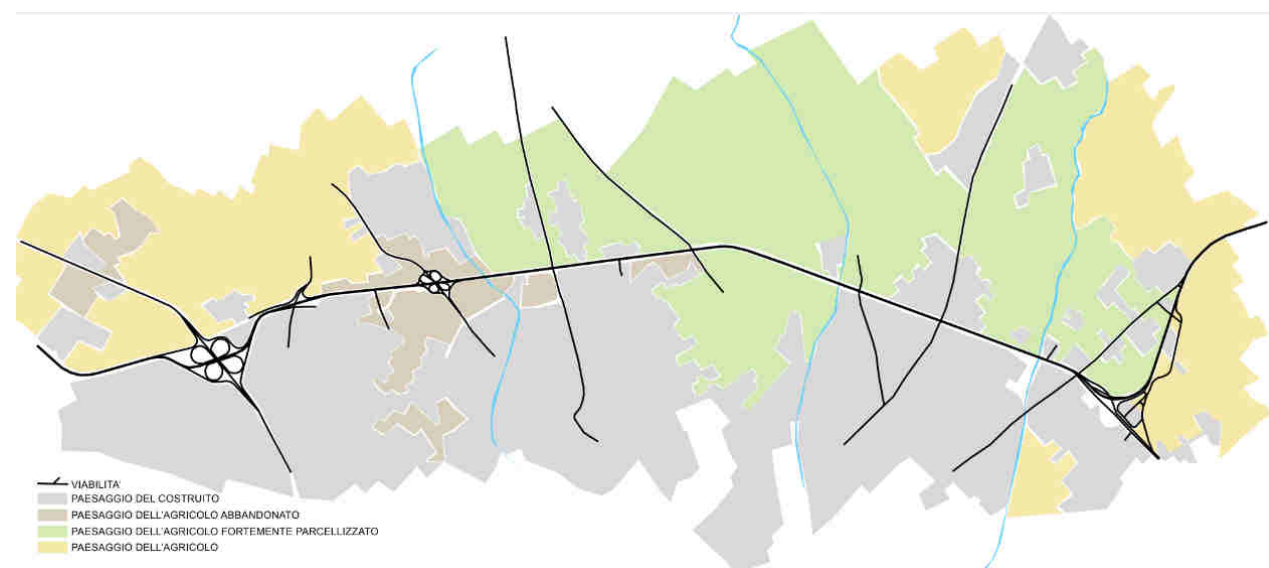 VIABILITA'
PAESAGGIO DEL COSTRUITO
PAESAGGIO DELL'AGRICOLO ABBANDONATO
PAESAGGIO DELL'AGRICOLO FORTEMENTE PARCELLIZZATO
PAESAGGIO DELL'AGRICOLO